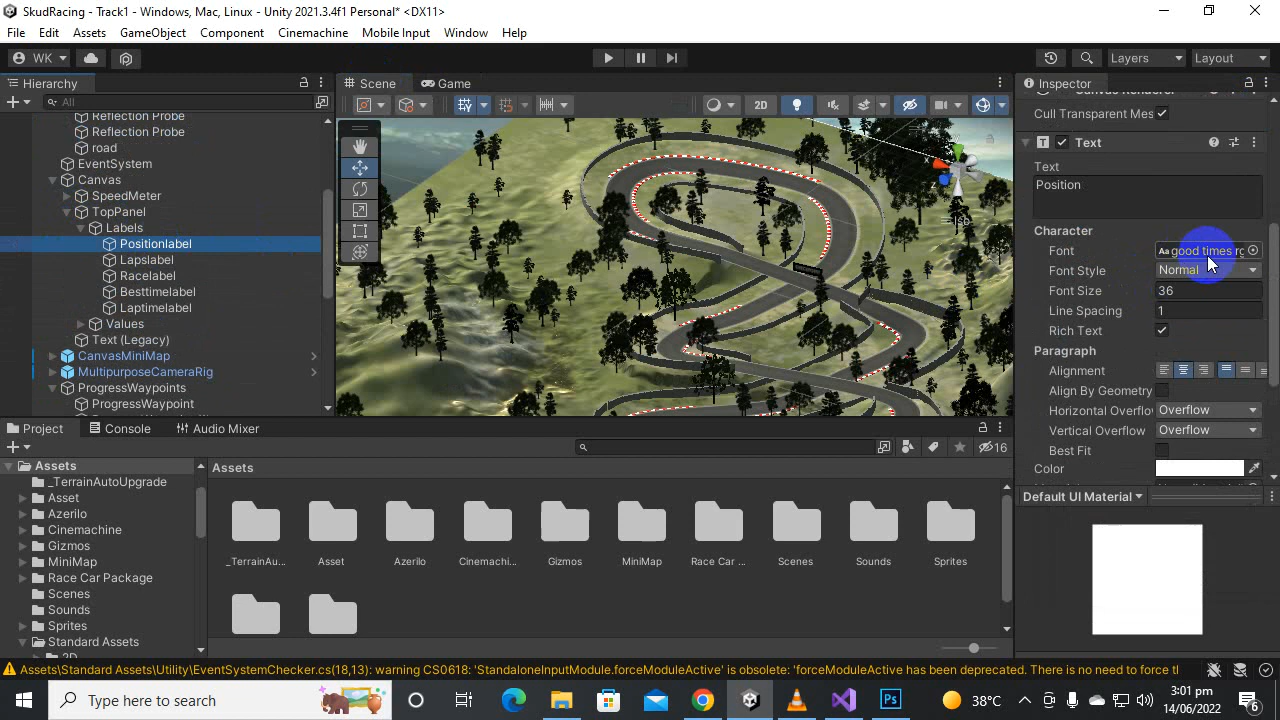 SkudRacing - Track1 - Windows, Mac, Linux - Unity 2021.3.4f1 Personal* <DX11>
File Edit Assets GameObject Component Cinemachine Mobile Input Window Help
WK Layers Layout
Hierarchy Scene Game Inspector
All 2D
Cull Transparent Mes
Reflection Probe
Reflection Probe
road
EventSystem
Canvas
SpeedMeter
TopPanel
Labels
Positionlabel
Lapslabel
Racelabel
Besttimelabel
Laptimelabel
Values
Text (Legacy)
CanvasMiniMap
MultipurposeCameraRig
ProgressWaypoints
ProgressWaypoint
Iso
Text
Text
Position
Character
Font Aa good times rg
Font Style Normal
Font Size 36
Line Spacing 1
Rich Text
Paragraph
Alignment
Align By Geometry
Horizontal Overflo Overflow
Vertical Overflow Overflow
Best Fit
Color
Default UI Material
Project Console Audio Mixer
16
Assets
_TerrainAutoUpgrade
Asset
Azerilo
Cinemachine
Gizmos
MiniMap
Race Car Package
Scenes
Sounds
Sprites
Standard Assets
2D
Assets
_TerrainAu... Asset Azerilo Cinemachi... Gizmos MiniMap Race Car ... Scenes Sounds Sprites
Assets\Standard Assets\Utility\EventSystemChecker.cs(18,13): warning CS0618: 'StandaloneInputModule.forceModuleActive' is obsolete: 'forceModuleActive has been deprecated. There is no need to force tl
Type here to search
Ps
38°C
3:01 pm
14/06/2022
6